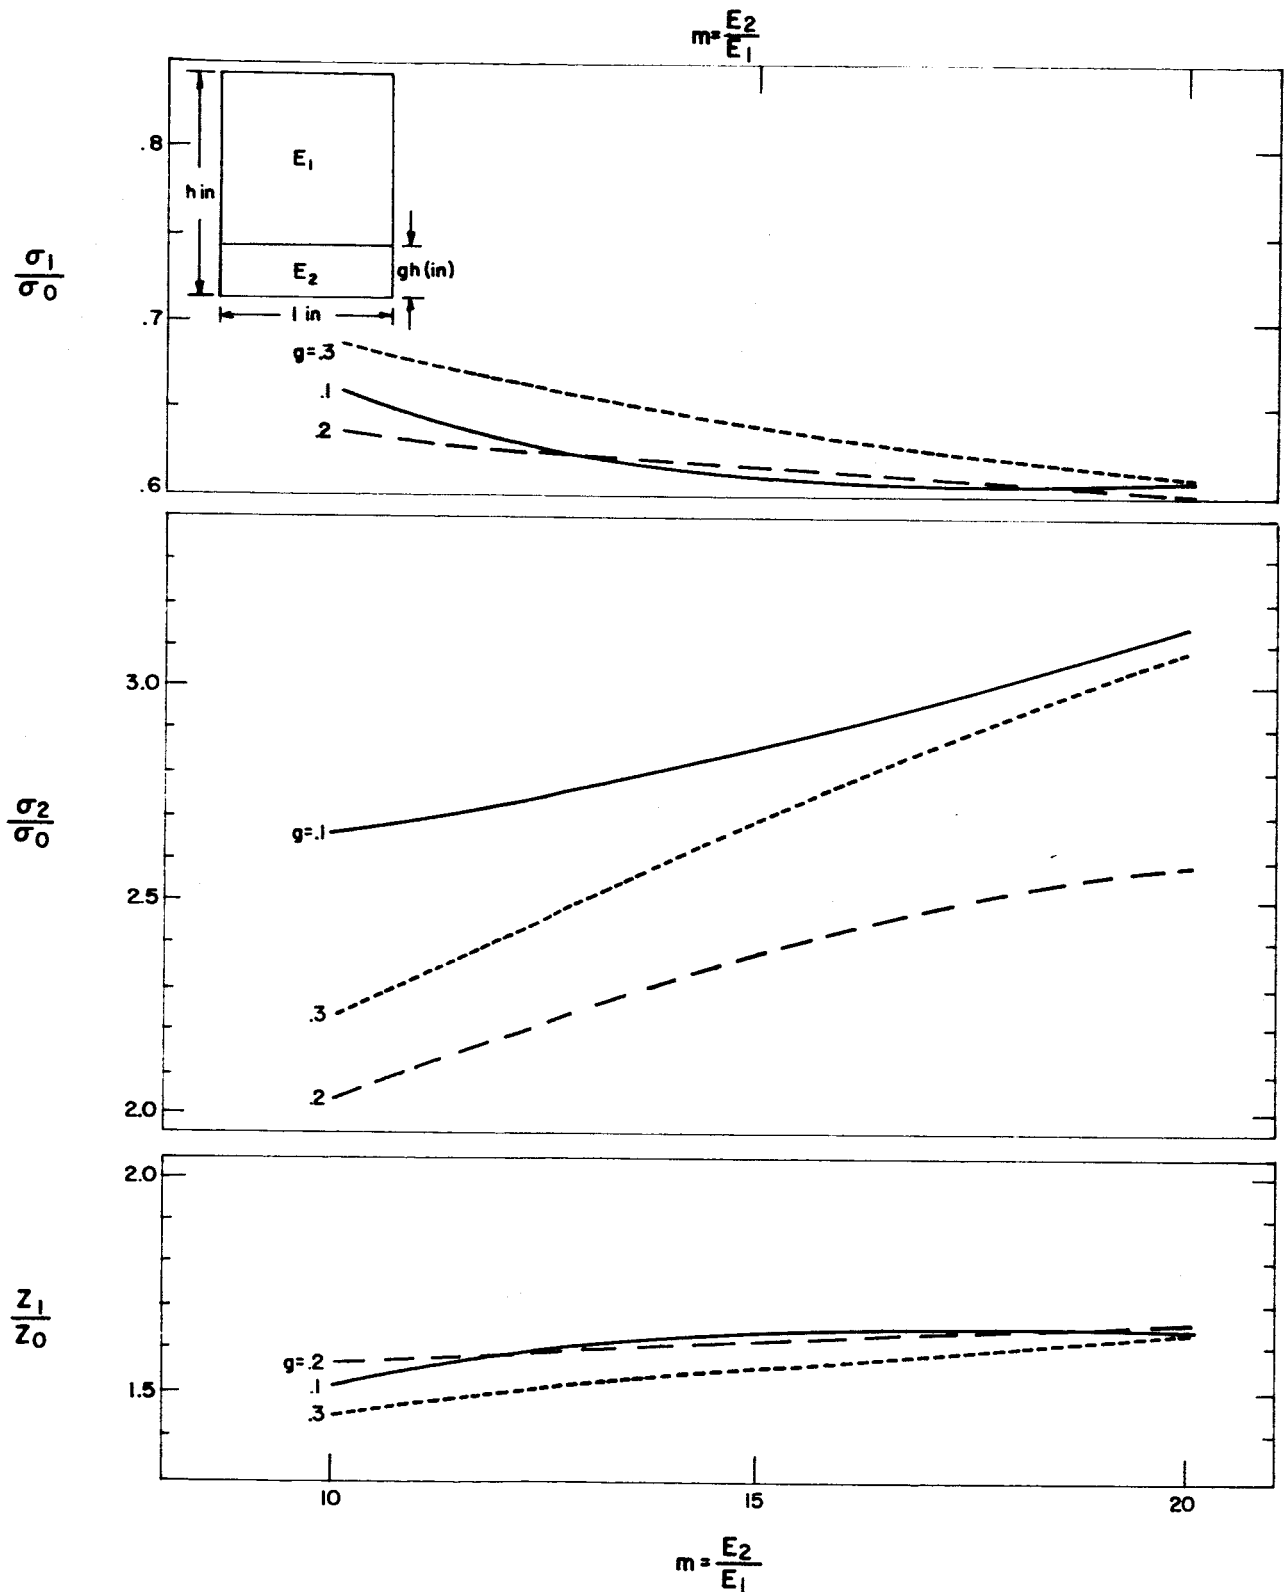 m=E₂/E₁
.8
.7
.6
σ₁/σ₀
h in
E₁
E₂
gh (in)
1 in
g=.3
.1
.2
3.0
2.5
2.0
σ₂/σ₀
g=.1
.3
.2
2.0
1.5
Z₁/Z₀
g=.2
.1
.3
10
15
20
m=E₂/E₁